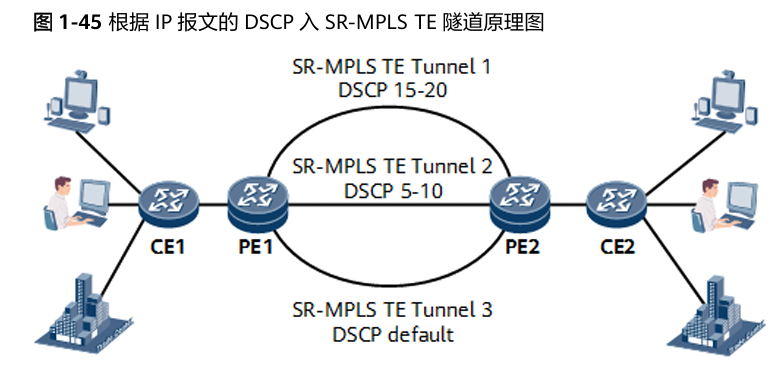 图 1-45 根据 IP 报文的 DSCP 入 SR-MPLS TE 隧道原理图
SR-MPLS TE Tunnel 1
DSCP 15-20
SR-MPLS TE Tunnel 2
DSCP 5-10
CE1
PE1
PE2
CE2
SR-MPLS TE Tunnel 3
DSCP default